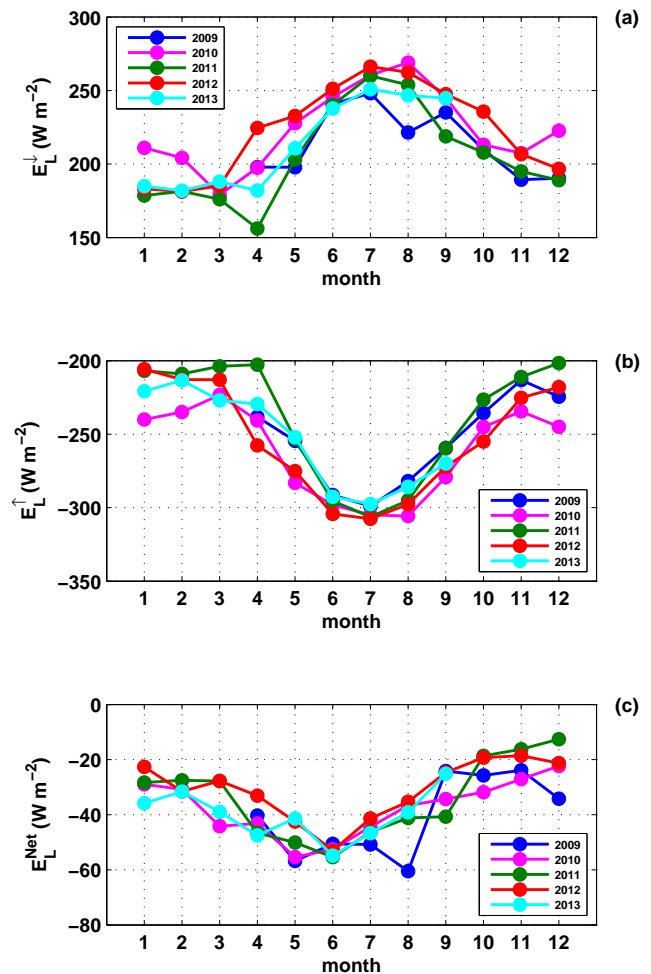 (a)
300
250
200
150
E_L^↓ (W m^−2)
2009
2010
2011
2012
2013
1 2 3 4 5 6 7 8 9 10 11 12
month
(b)
−200
−250
−300
−350
E_L^↑ (W m^−2)
2009
2010
2011
2012
2013
1 2 3 4 5 6 7 8 9 10 11 12
month
(c)
0
−20
−40
−60
−80
E_L^Net (W m^−2)
2009
2010
2011
2012
2013
1 2 3 4 5 6 7 8 9 10 11 12
month